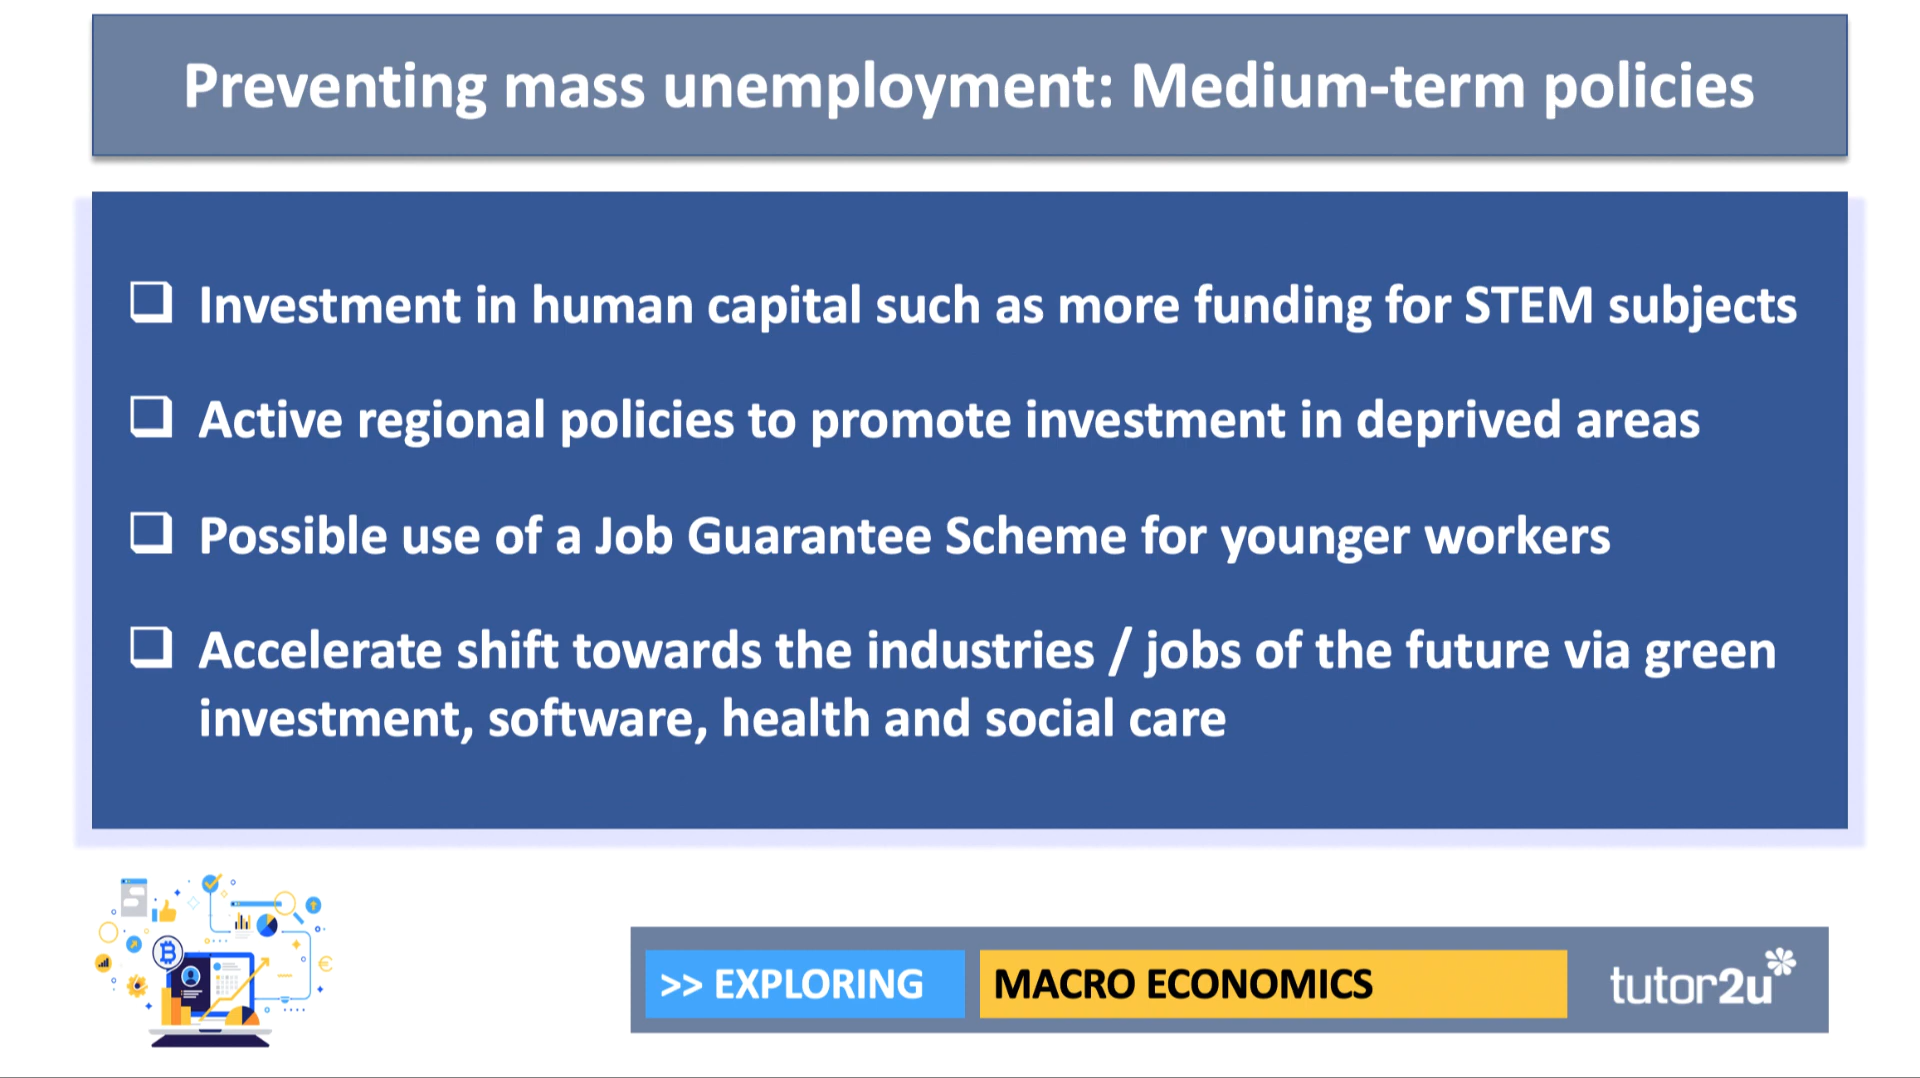 Preventing mass unemployment: Medium-term policies
Investment in human capital such as more funding for STEM subjects
Active regional policies to promote investment in deprived areas
Possible use of a Job Guarantee Scheme for younger workers
Accelerate shift towards the industries / jobs of the future via green
investment, software, health and social care
>> EXPLORING
MACRO ECONOMICS
tutor2u